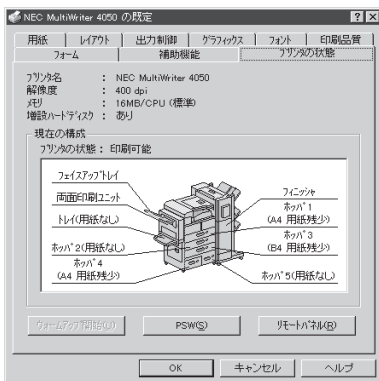 NEC MultiWriter 4050 の既定
用紙 レイアウト 出力制御 グラフィックス フォント 印刷品質
フォーム 補助機能 プリンタの状態
プリンタ名 : NEC MultiWriter 4050
解像度 : 400 dpi
メモリ : 16MB/CPU (標準)
増設ハードディスク : あり
現在の構成
プリンタの状態 : 印刷可能
フェイスアップトレイ
両面印刷ユニット
トレイ(用紙なし)
ホッパ2(用紙なし)
ホッパ4
(A4 用紙残少)
フィニッシャ
ホッパ1
(A4 用紙残少)
ホッパ3
(B4 用紙残少)
ホッパ5(用紙なし)
ウォームアップ開始(U) PSW(S) リモートパネル(R)
OK キャンセル ヘルプ